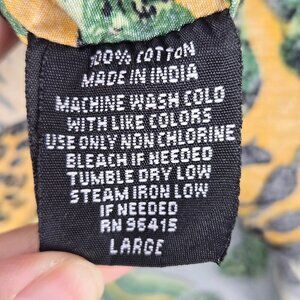 100% COTTON
MADE IN INDIA
MACHINE WASH COLD
WITH LIKE COLORS
USE ONLY NON CHLORINE
BLEACH IF NEEDED
TUMBLE DRY LOW
STEAM IRON LOW
IF NEEDED
RN 96415
LARGE